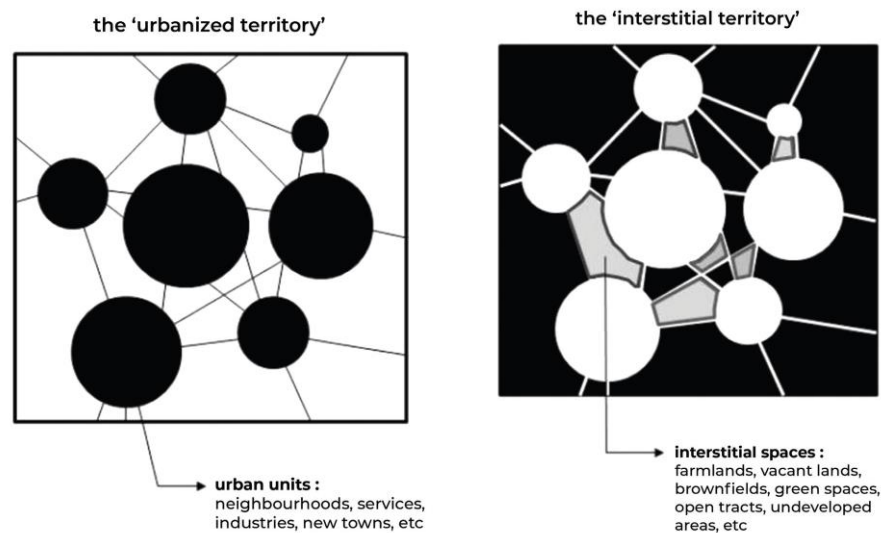 the 'urbanized territory'
the 'interstitial territory'
urban units :
neighbourhoods, services,
industries, new towns, etc
interstitial spaces :
farmlands, vacant lands,
brownfields, green spaces,
open tracts, undeveloped
areas, etc